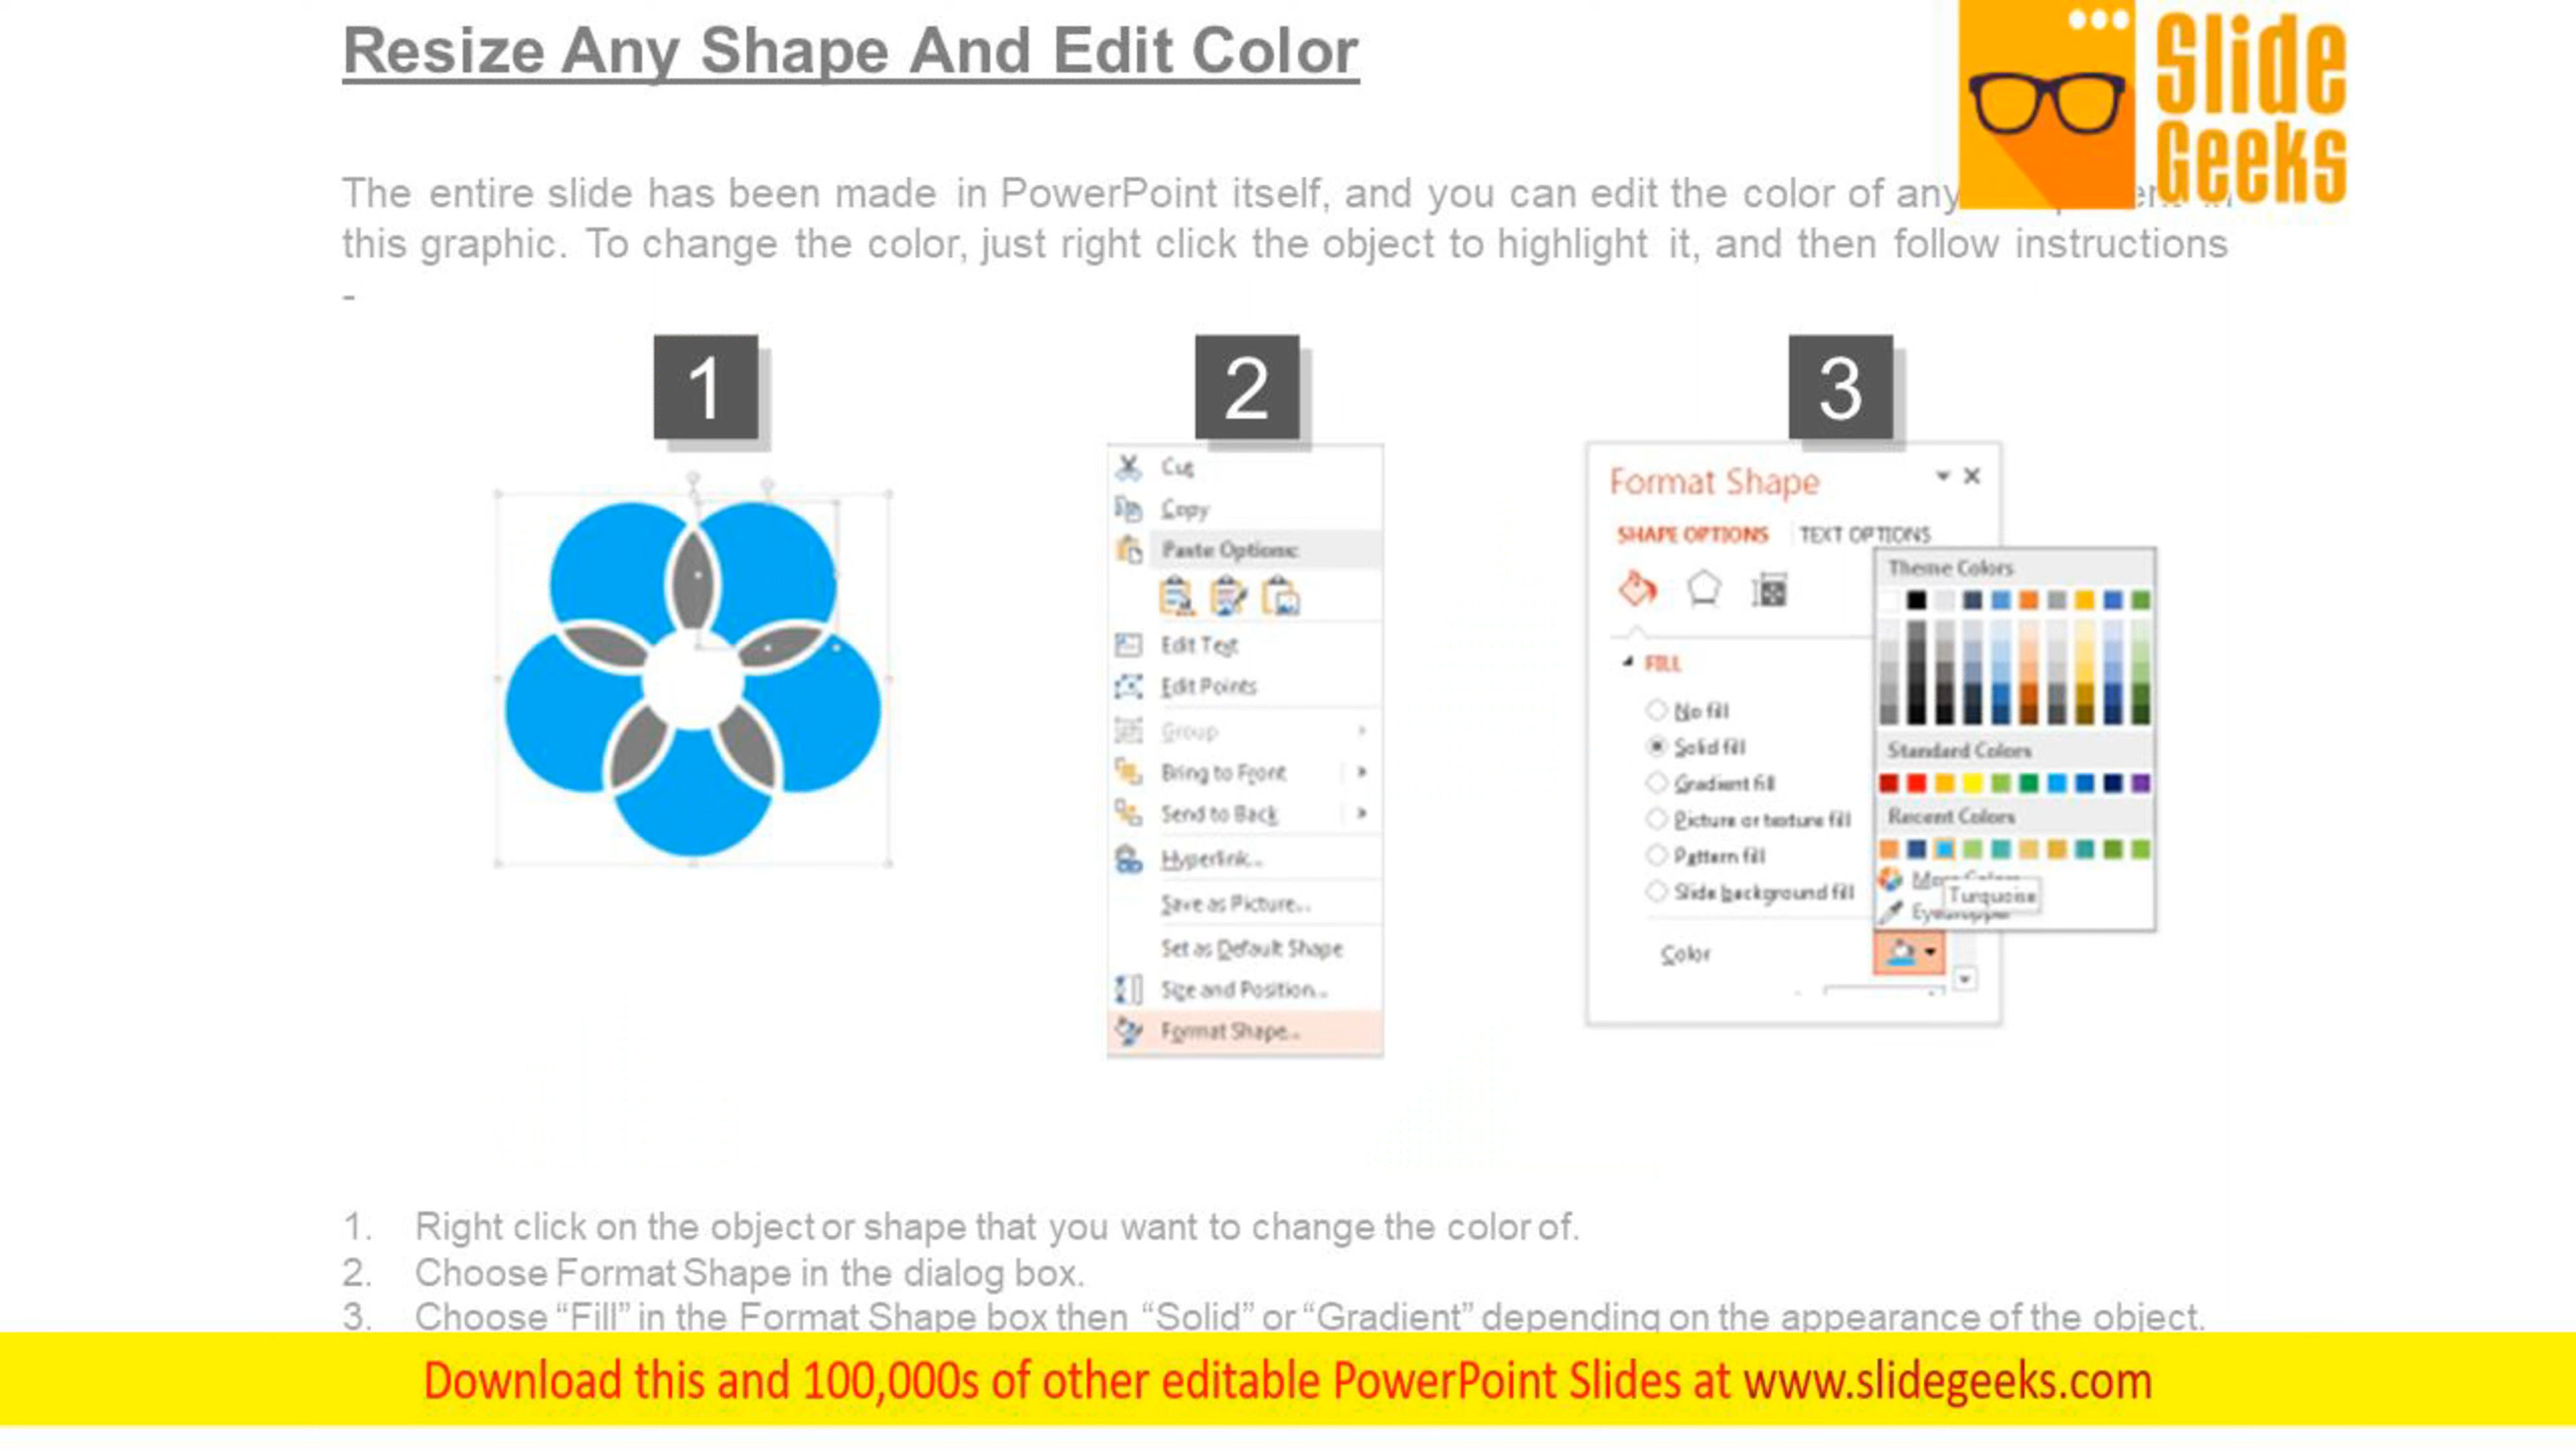 Resize Any Shape And Edit Color
Slide
Geeks
The entire slide has been made in PowerPoint itself, and you can edit the color of any
this graphic. To change the color, just right click the object to highlight it, and then follow instructions
-
1
2
3
Cut
Copy
Paste Options:
Edit Text
Edit Points
Group
Bring to Front
Send to Back
Hyperlink...
Save as Picture...
Set as Default Shape
Size and Position...
Format Shape...
Format Shape
SHAPE OPTIONS TEXT OPTIONS
FILL
No fill
Solid fill
Gradient fill
Picture or texture fill
Pattern fill
Slide background fill
Color
Theme Colors
Standard Colors
Recent Colors
Turquoise
1. Right click on the object or shape that you want to change the color of.
2. Choose Format Shape in the dialog box.
3. Choose “Fill” in the Format Shape box then “Solid” or “Gradient” depending on the appearance of the object.
Download this and 100,000s of other editable PowerPoint Slides at www.slidegeeks.com